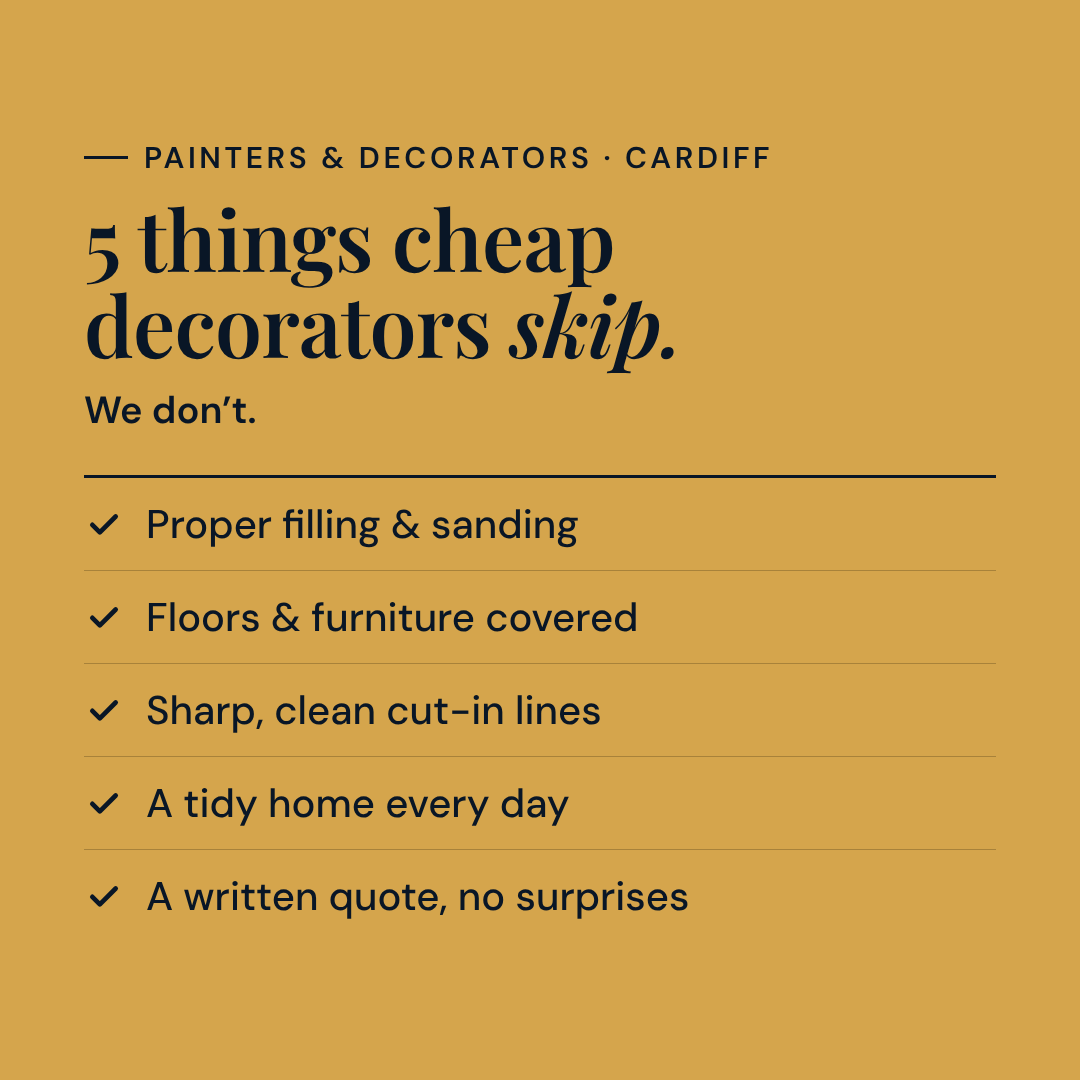 PAINTERS & DECORATORS · CARDIFF
5 things cheap
decorators skip.
We don’t.
Proper filling & sanding
Floors & furniture covered
Sharp, clean cut-in lines
A tidy home every day
A written quote, no surprises